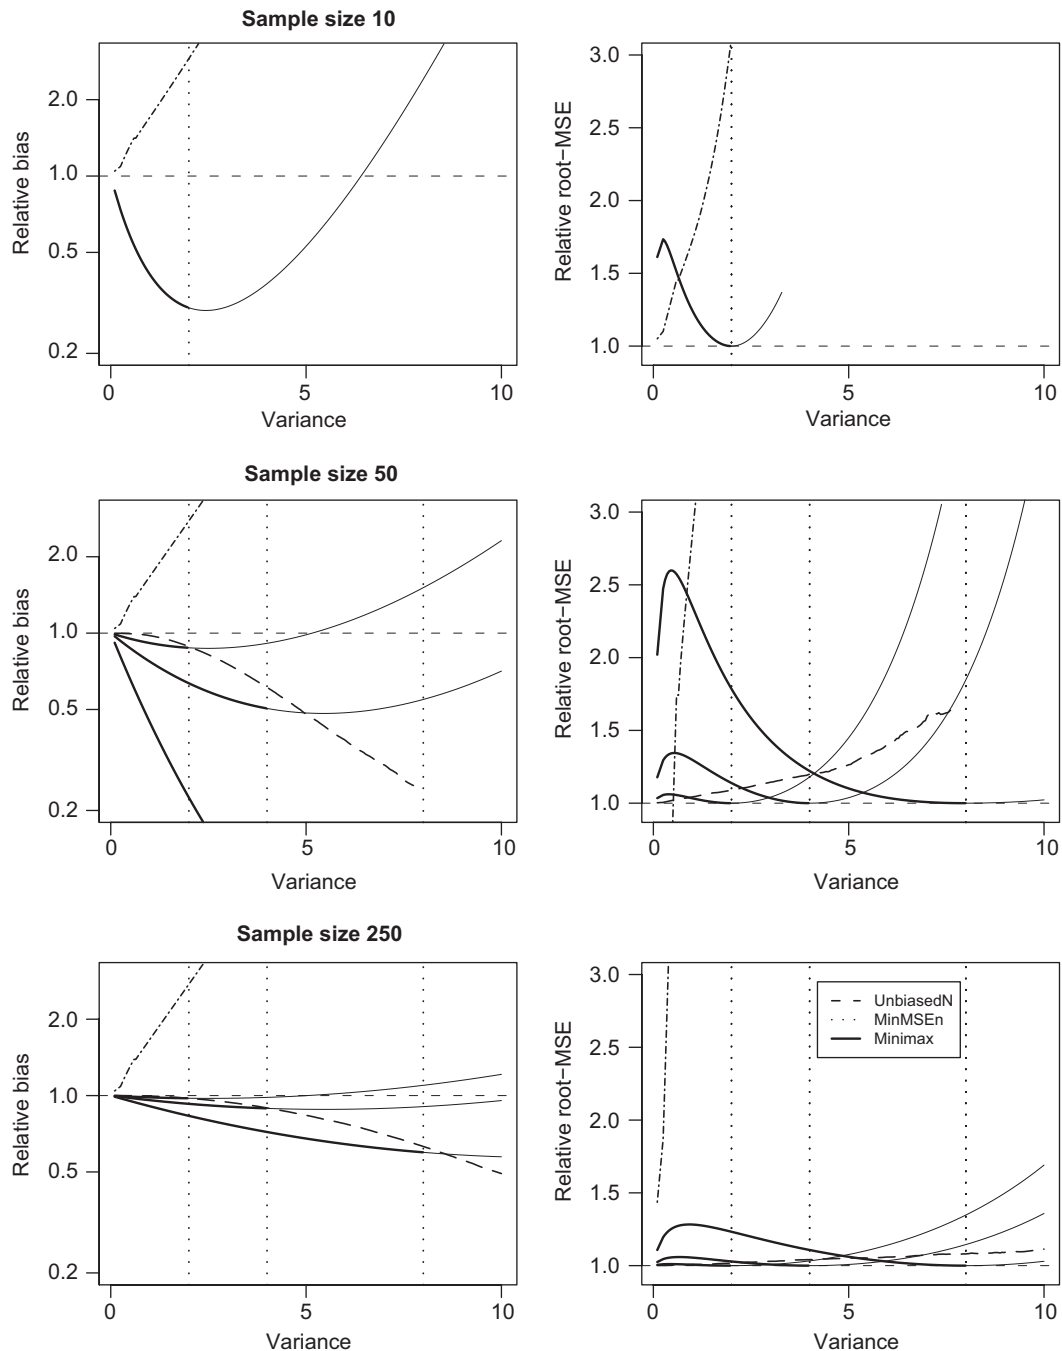 Sample size 10
Relative bias
2.0
1.0
0.5
0.2
0
5
10
Variance
Relative root−MSE
3.0
2.5
2.0
1.5
1.0
0
5
10
Variance
Sample size 50
Relative bias
2.0
1.0
0.5
0.2
0
5
10
Variance
Relative root−MSE
3.0
2.5
2.0
1.5
1.0
0
5
10
Variance
Sample size 250
Relative bias
2.0
1.0
0.5
0.2
0
5
10
Variance
Relative root−MSE
3.0
2.5
2.0
1.5
1.0
UnbiasedN
MinMSEn
Minimax
0
5
10
Variance